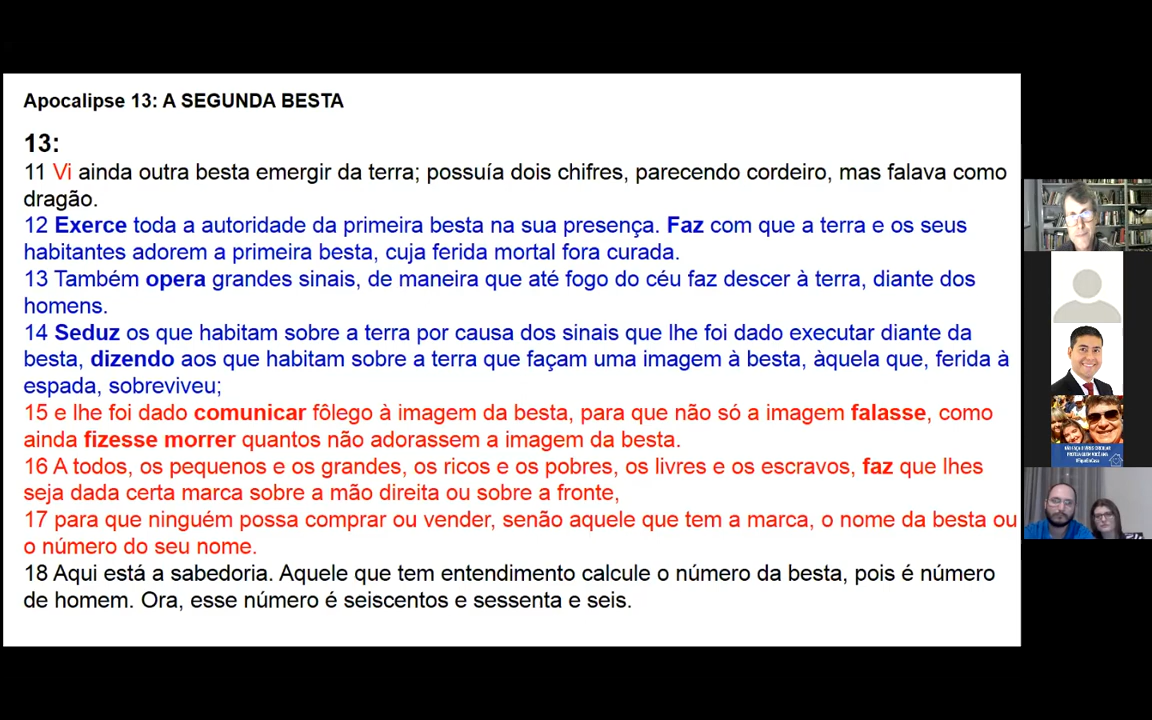 Apocalipse 13: A SEGUNDA BESTA
13:
11 Vi ainda outra besta emergir da terra; possuía dois chifres, parecendo cordeiro, mas falava como
dragão.
12 Exerce toda a autoridade da primeira besta na sua presença. Faz com que a terra e os seus
habitantes adorem a primeira besta, cuja ferida mortal fora curada.
13 Também opera grandes sinais, de maneira que até fogo do céu faz descer à terra, diante dos
homens.
14 Seduz os que habitam sobre a terra por causa dos sinais que lhe foi dado executar diante da
besta, dizendo aos que habitam sobre a terra que façam uma imagem à besta, àquela que, ferida à
espada, sobreviveu;
15 e lhe foi dado comunicar fôlego à imagem da besta, para que não só a imagem falasse, como
ainda fizesse morrer quantos não adorassem a imagem da besta.
16 A todos, os pequenos e os grandes, os ricos e os pobres, os livres e os escravos, faz que lhes
seja dada certa marca sobre a mão direita ou sobre a fronte,
17 para que ninguém possa comprar ou vender, senão aquele que tem a marca, o nome da besta ou
o número do seu nome.
18 Aqui está a sabedoria. Aquele que tem entendimento calcule o número da besta, pois é número
de homem. Ora, esse número é seiscentos e sessenta e seis.